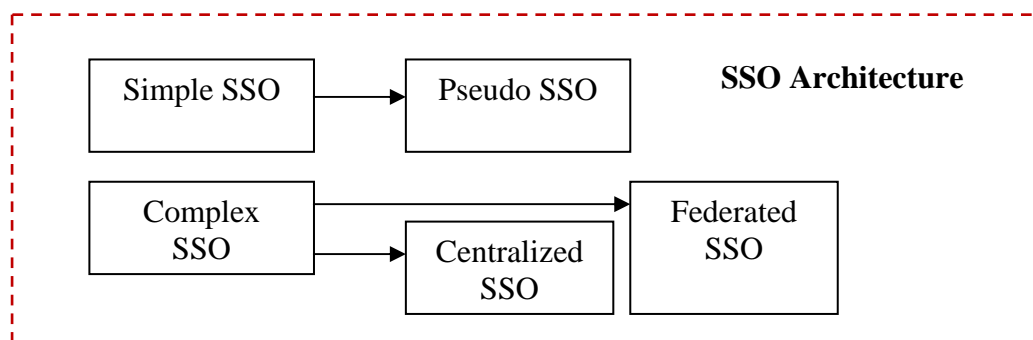 Simple SSO
Pseudo SSO
SSO Architecture
Complex
SSO
Federated
SSO
Centralized
SSO